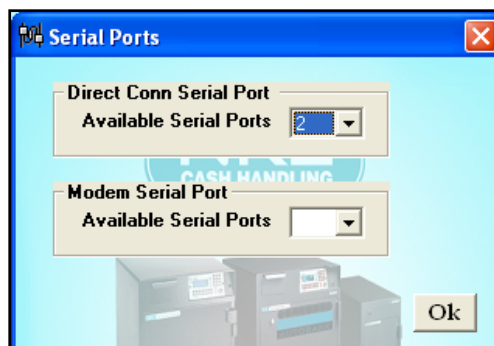 Serial Ports
Direct Conn Serial Port
Available Serial Ports 2
CASH HANDLING
Modem Serial Port
Available Serial Ports
Ok